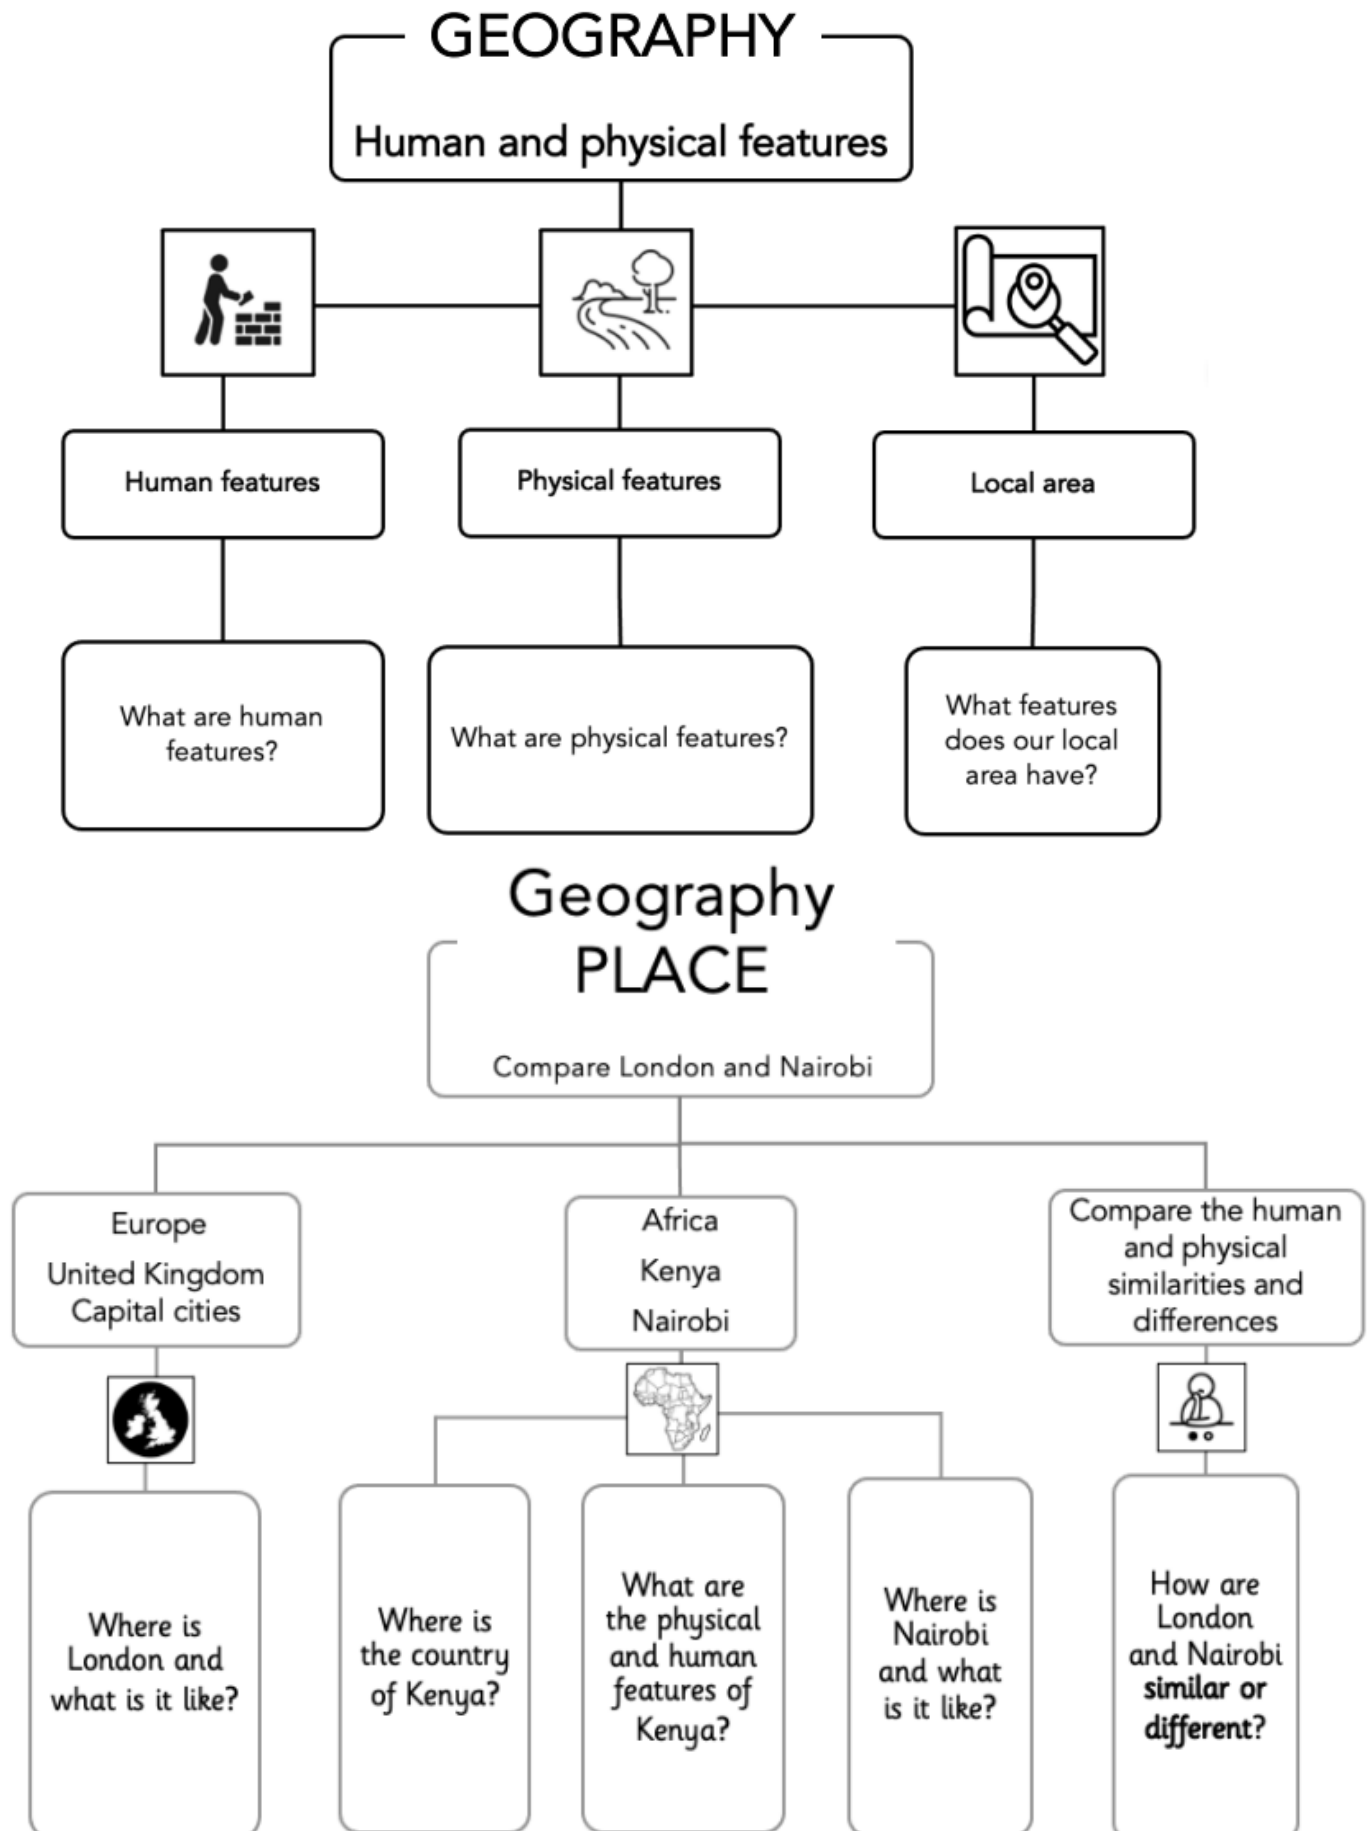 GEOGRAPHY
Human and physical features
Human features
Physical features
Local area
What are human
features?
What are physical features?
What features
does our local
area have?
Geography
PLACE
Compare London and Nairobi
Europe
United Kingdom
Capital cities
Africa
Kenya
Nairobi
Compare the human
and physical
similarities and
differences
Where is
London and
what is it like?
Where is
the country
of Kenya?
What are
the physical
and human
features of
Kenya?
Where is
Nairobi
and what
is it like?
How are
London
and Nairobi
similar or
different?